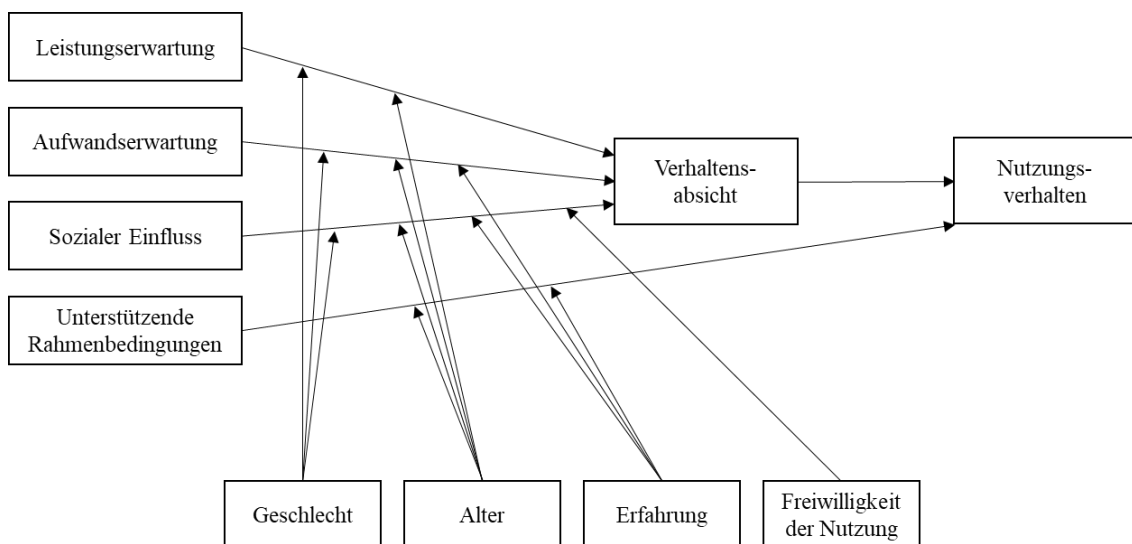 Leistungserwartung
Aufwandserwartung
Sozialer Einfluss
Unterstützende
Rahmenbedingungen
Verhaltens-
absicht
Nutzungs-
verhalten
Geschlecht
Alter
Erfahrung
Freiwilligkeit
der Nutzung